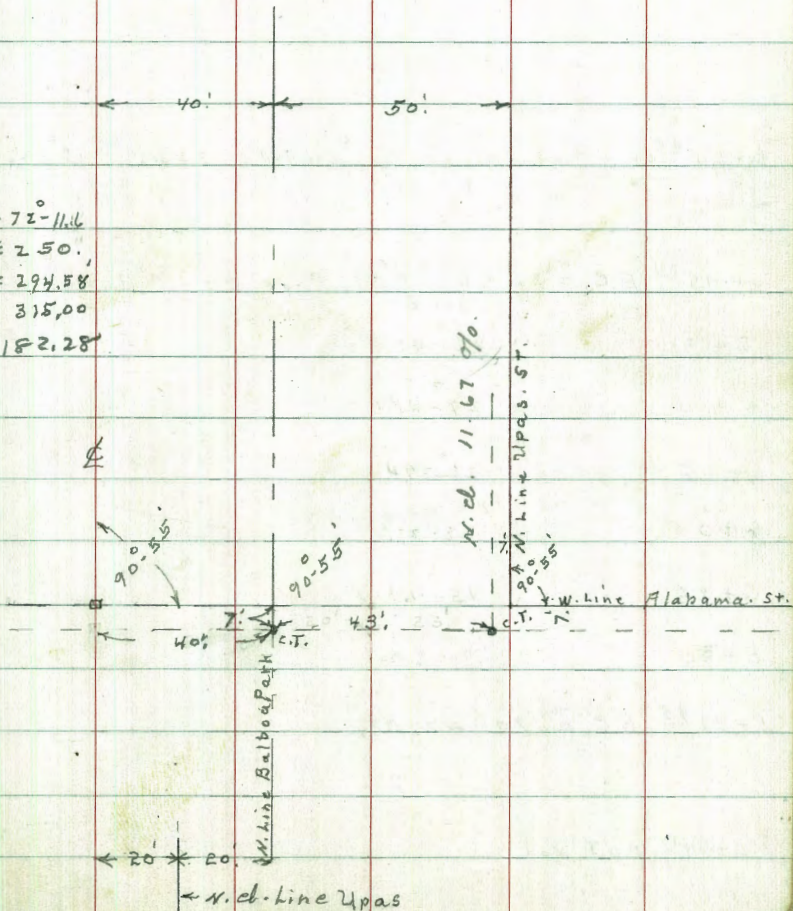 40'
50'
72°-11.16
= 250.
= 294.58'
315,00
182,28
N. cl. 11.67 %.
N. Line Upas. St.
℄
90°-55'
90°-55'
7'
90°-55'
W. Line Alabama. St.
7'
43'
C.T.
7'
40'
C.T.
N. Line Balboa Park
20'
20'
N. cl. Line Upas